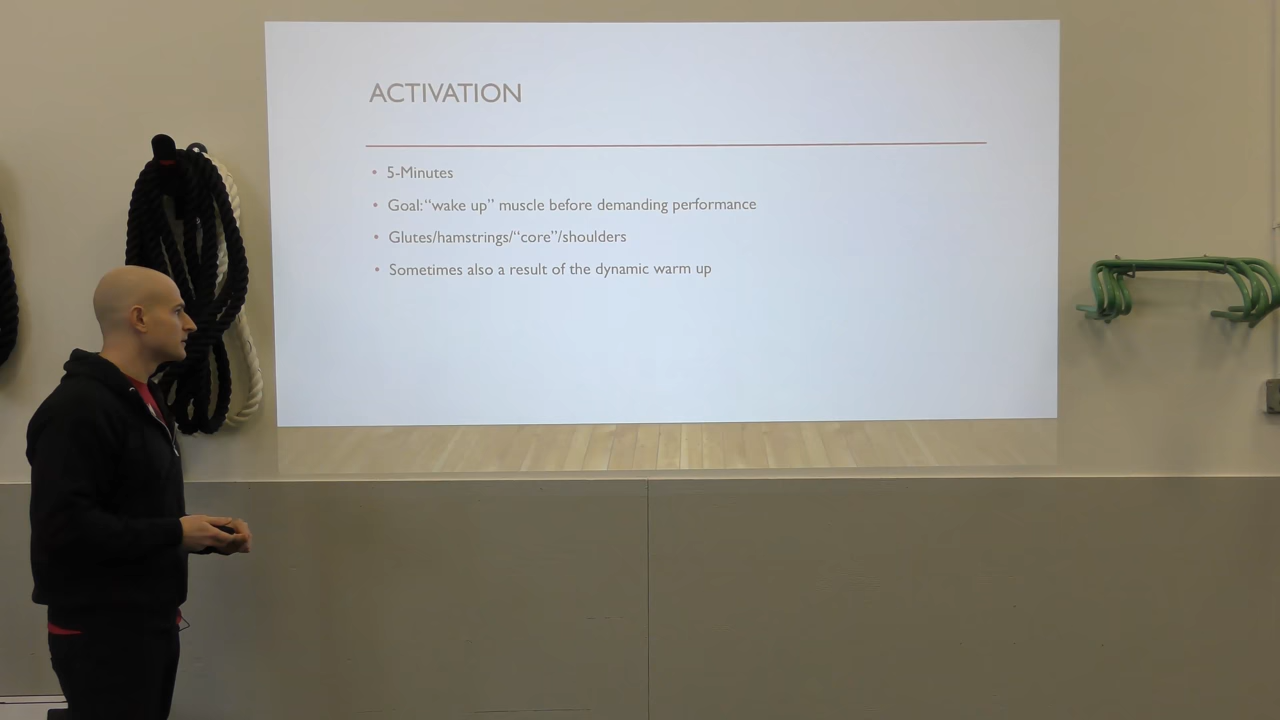 ACTIVATION
• 5-Minutes
• Goal: “wake up” muscle before demanding performance
• Glutes/hamstrings/“core”/shoulders
• Sometimes also a result of the dynamic warm up